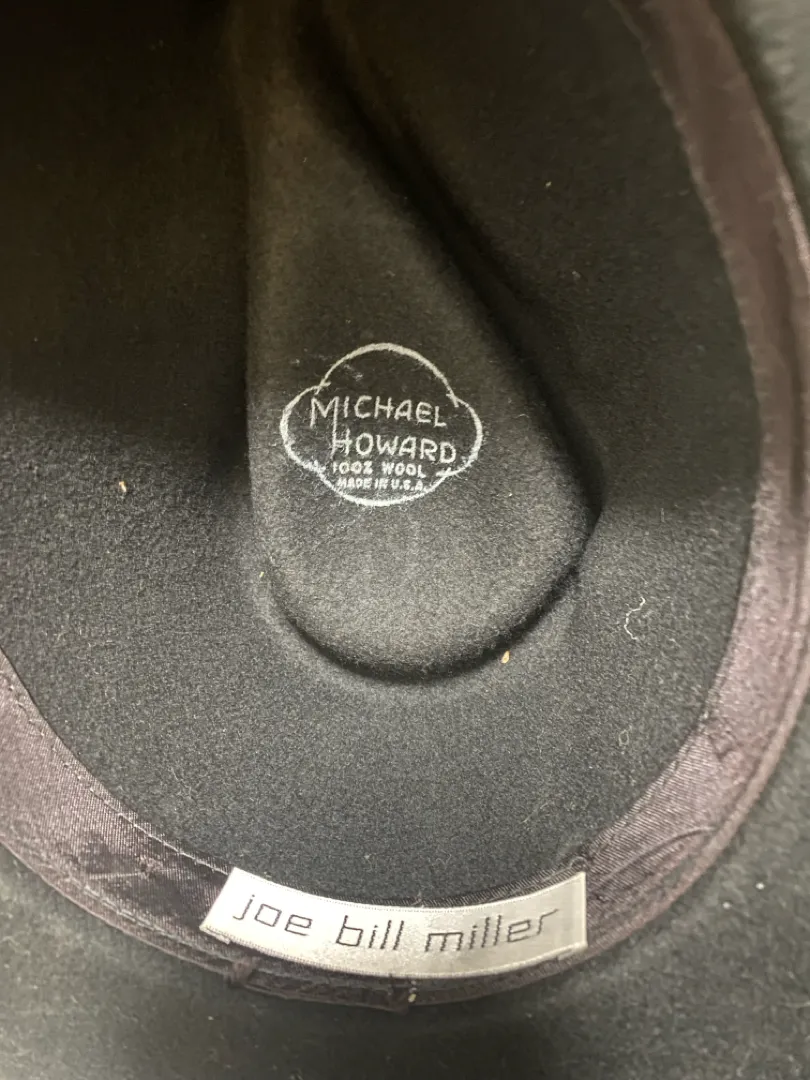 MICHAEL
HOWARD
100% WOOL
MADE IN U.S.A.
joe bill miller